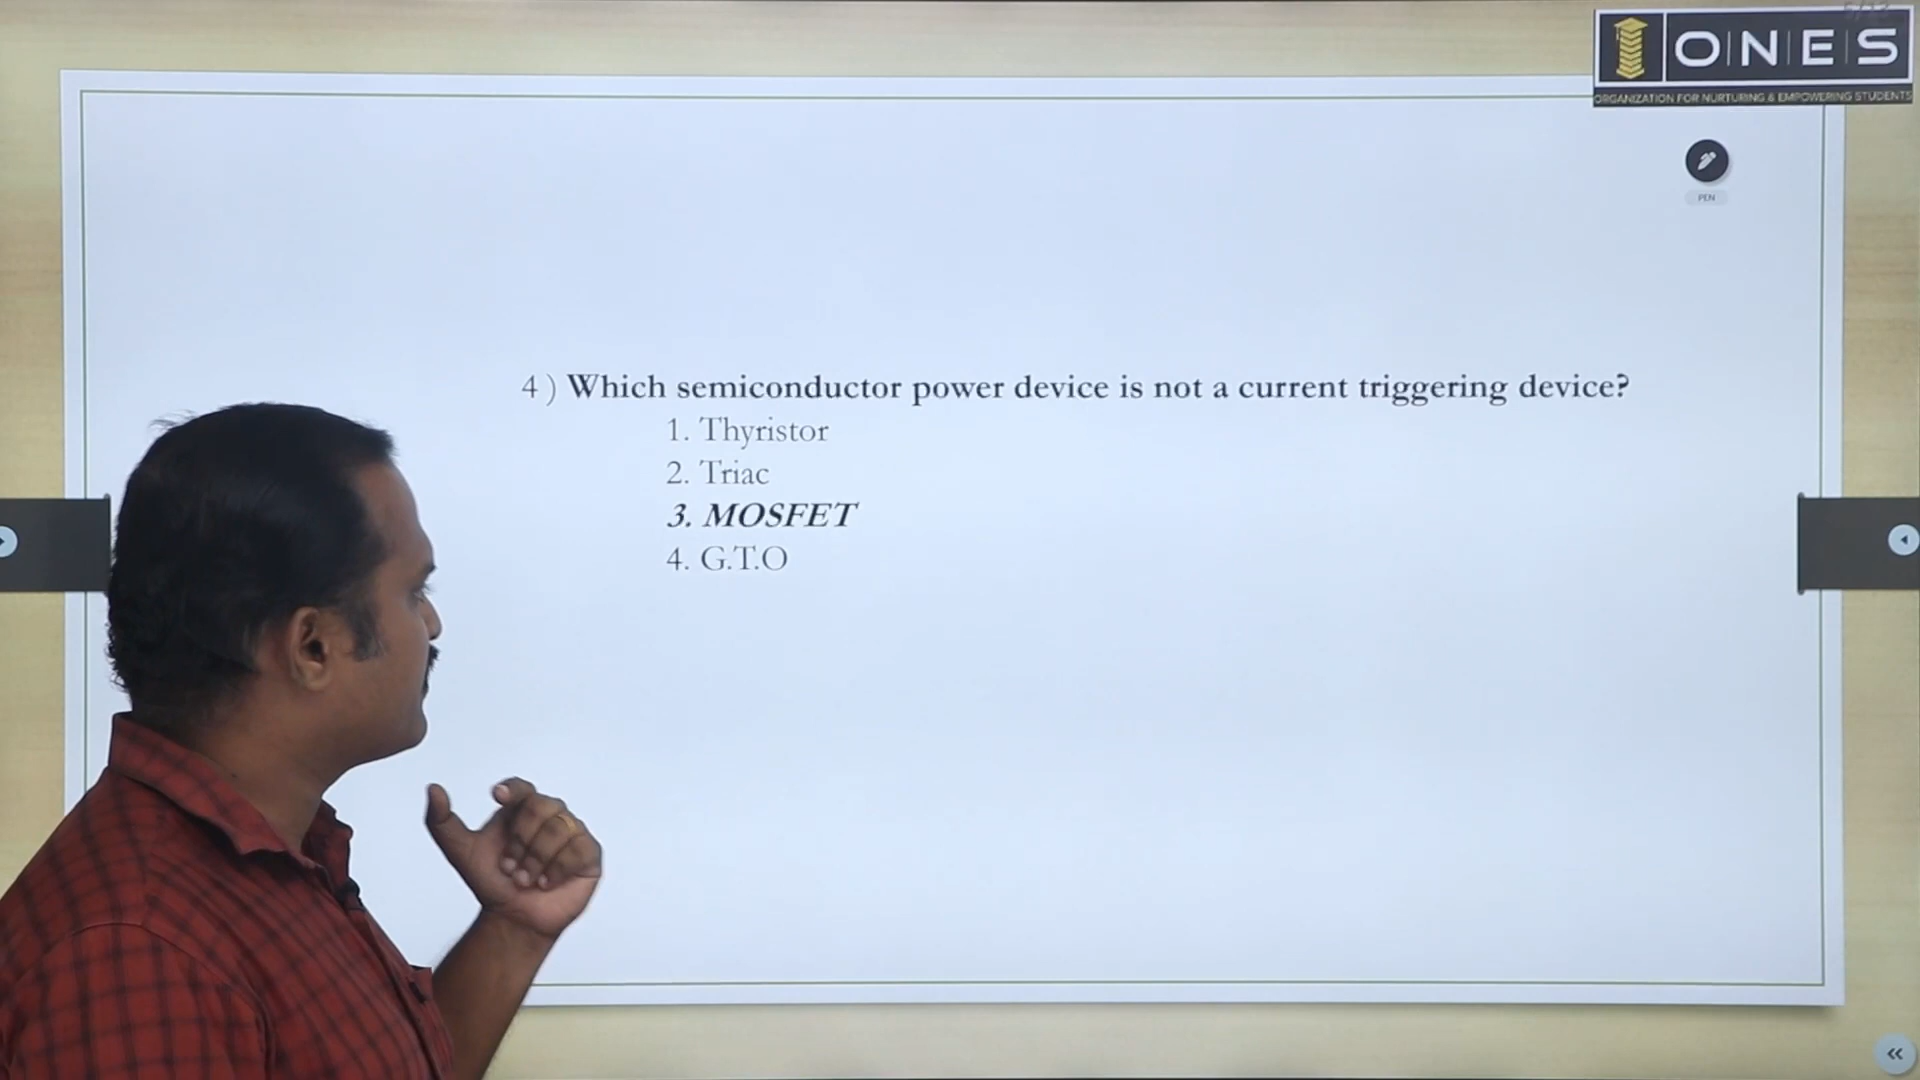 O|N|E|S
ORGANIZATION FOR NURTURING & EMPOWERING STUDENTS
PEN
4 ) Which semiconductor power device is not a current triggering device?
1. Thyristor
2. Triac
3. MOSFET
4. G.T.O